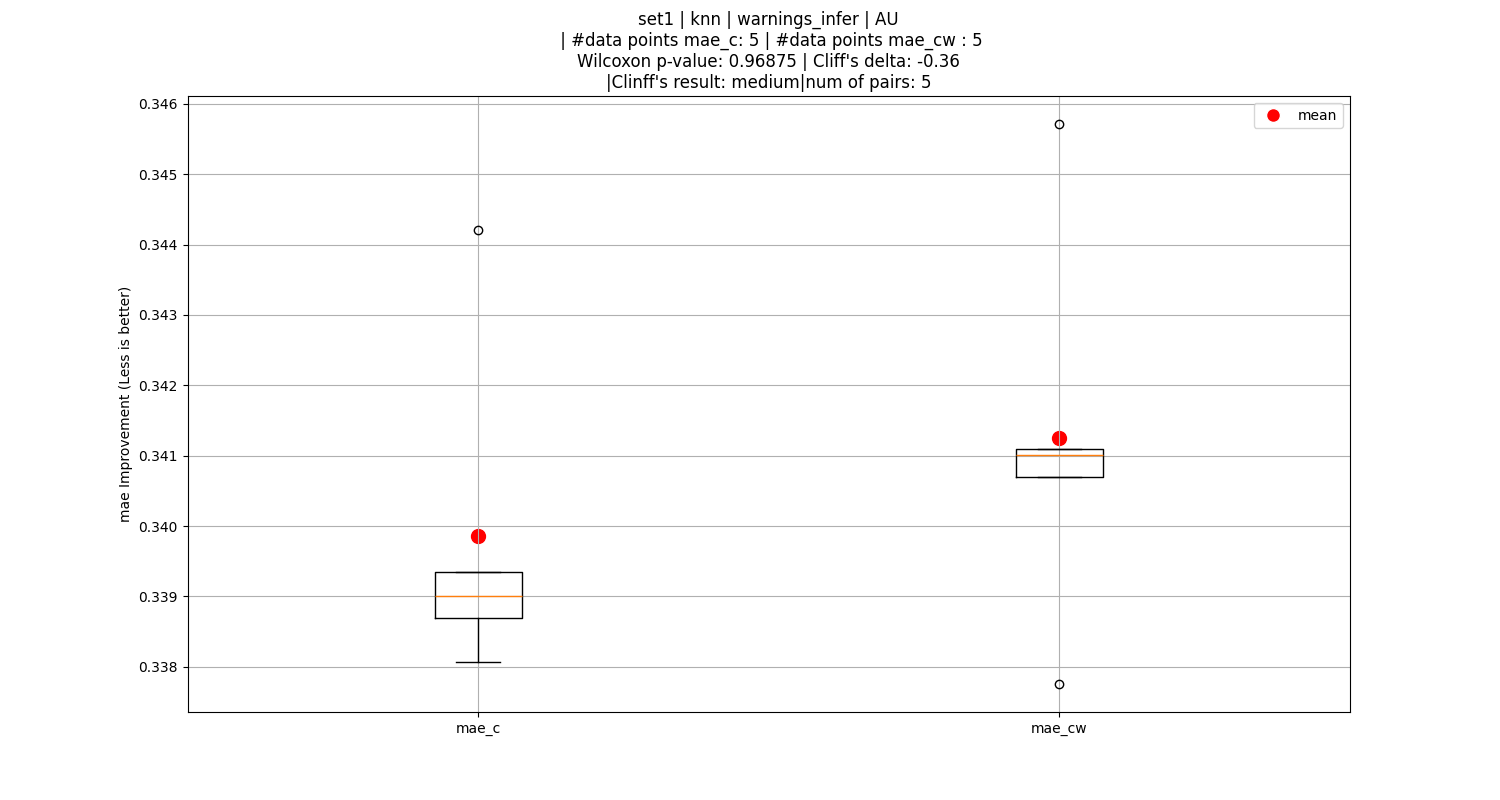 set1 | knn | warnings_infer | AU
| #data points mae_c: 5 | #data points mae_cw : 5
Wilcoxon p-value: 0.96875 | Cliff's delta: -0.36
|Clinff's result: medium|num of pairs: 5
mean
mae Improvement (Less is better)
0.346
0.345
0.344
0.343
0.342
0.341
0.340
0.339
0.338
mae_c
mae_cw